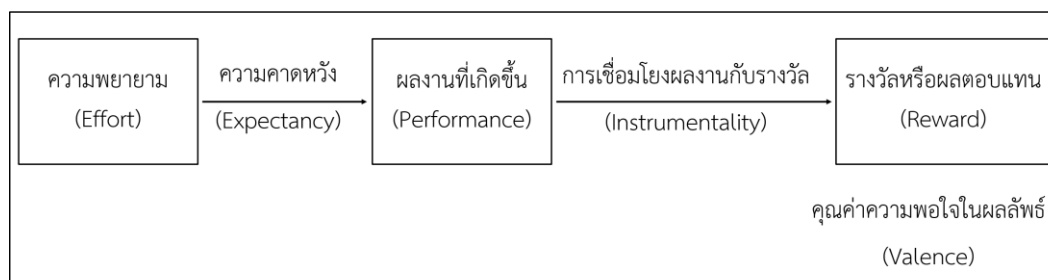 ความพยายาม
(Effort)
ความคาดหวัง
(Expectancy)
ผลงานที่เกิดขึ้น
(Performance)
การเชื่อมโยงผลงานกับรางวัล
(Instrumentality)
รางวัลหรือผลตอบแทน
(Reward)
คุณค่าความพอใจในผลลัพธ์
(Valence)